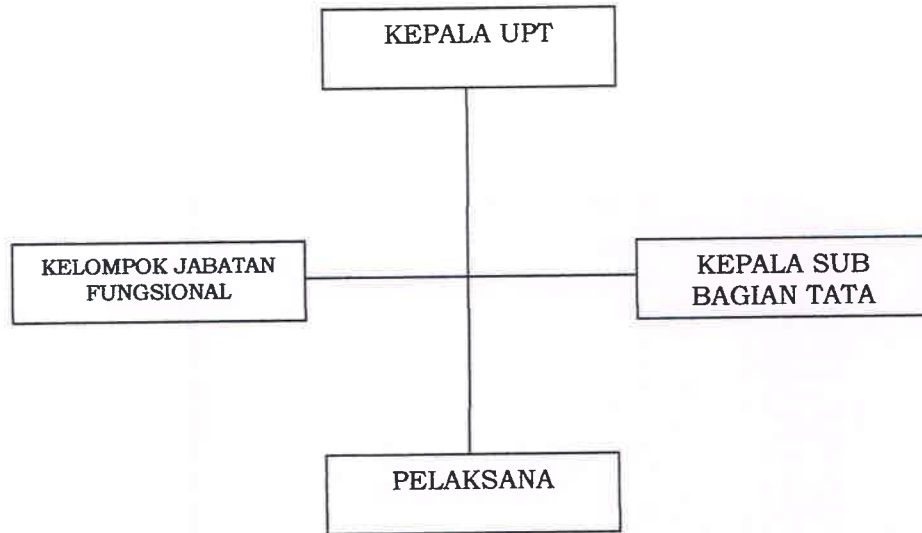 KEPALA UPT
KELOMPOK JABATAN
FUNGSIONAL
KEPALA SUB
BAGIAN TATA
PELAKSANA